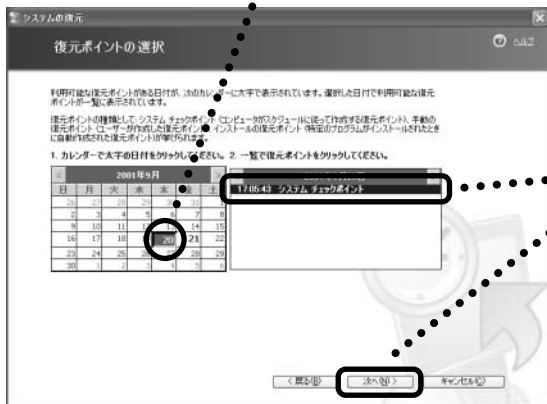 システムの復元
復元ポイントの選択
ヘルプ
利用可能な復元ポイントがある日付が、次のカレンダーに太字で表示されています。選択した日付で利用可能な復元
ポイントが一覧に表示されています。
復元ポイントの種類として、システム チェックポイント (コンピュータがスケジュールに従って作成する復元ポイント)、手動の
復元ポイント (ユーザーが作成した復元ポイント)、インストールの復元ポイント (特定のプログラムがインストールされたとき
に自動作成された復元ポイント) が挙げられます。
1. カレンダーで太字の日付をクリックしてください。 2. 一覧で復元ポイントをクリックしてください。
< 2001年9月
日 月 火 水 木 金 土
26 27 28 29 30 31 1
2 3 4 5 6 7 8
9 10 11 12 13 14 15
16 17 18 20 21 22
23 24 25 26 27 28 29
30 1 2 3 4 5 6
17:05:43 システム チェックポイント
< 戻る(B) 次へ(N) > キャンセル(C)